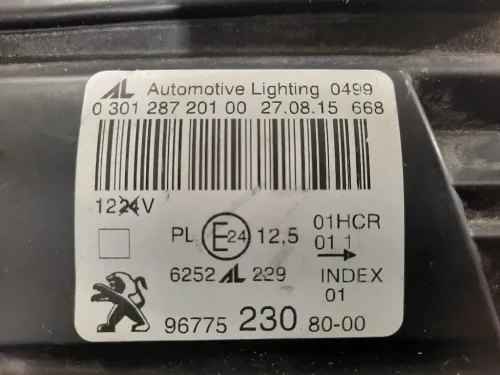 AL Automotive Lighting 0499
0 301 287 201 00 27.08.15 668
1224V
PL E24 12,5 01HCR
01 1
6252 AL 229 INDEX
01
96775 230 80-00